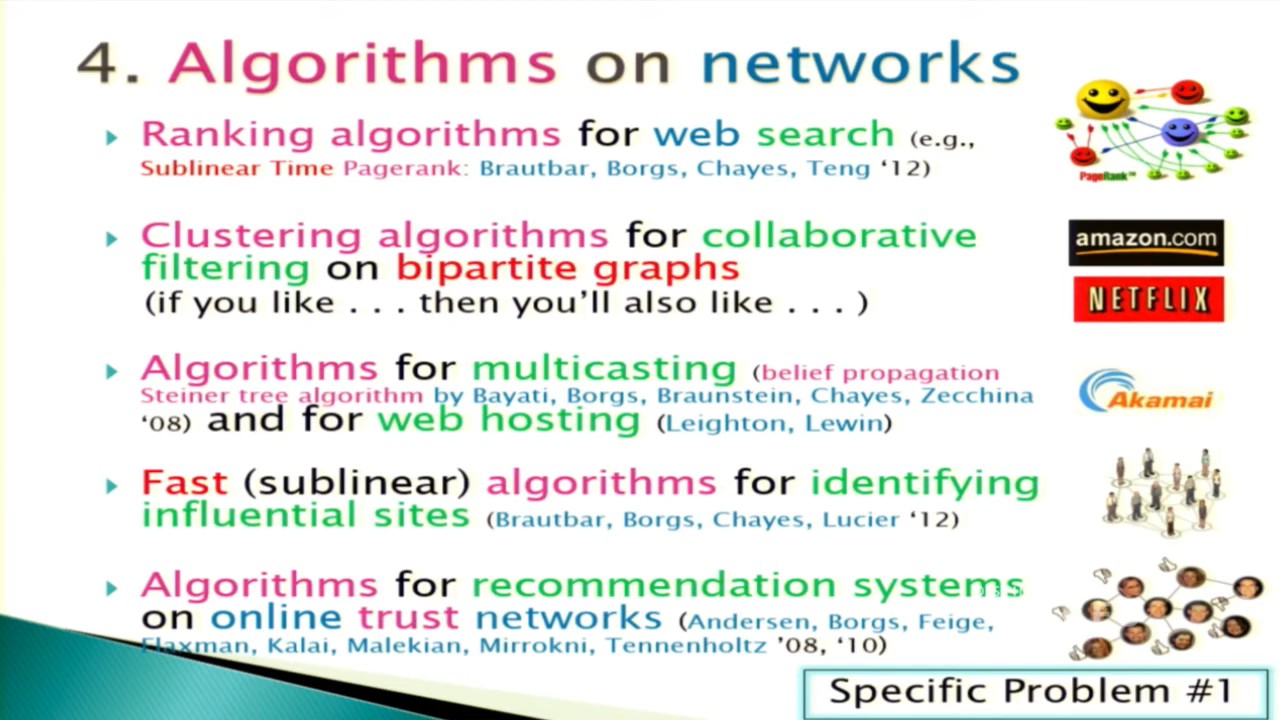 4. Algorithms on networks
Ranking algorithms for web search (e.g.,
Sublinear Time Pagerank: Brautbar, Borgs, Chayes, Teng ‘12)
PageRank™
Clustering algorithms for collaborative
filtering on bipartite graphs
(if you like . . . then you’ll also like . . . )
amazon.com
NETFLIX
Algorithms for multicasting (belief propagation
Steiner tree algorithm by Bayati, Borgs, Braunstein, Chayes, Zecchina
‘08) and for web hosting (Leighton, Lewin)
Akamai
Fast (sublinear) algorithms for identifying
influential sites (Brautbar, Borgs, Chayes, Lucier ‘12)
Algorithms for recommendation systems
on online trust networks (Andersen, Borgs, Feige,
Flaxman, Kalai, Malekian, Mirrokni, Tennenholtz ’08, ‘10)
Specific Problem #1